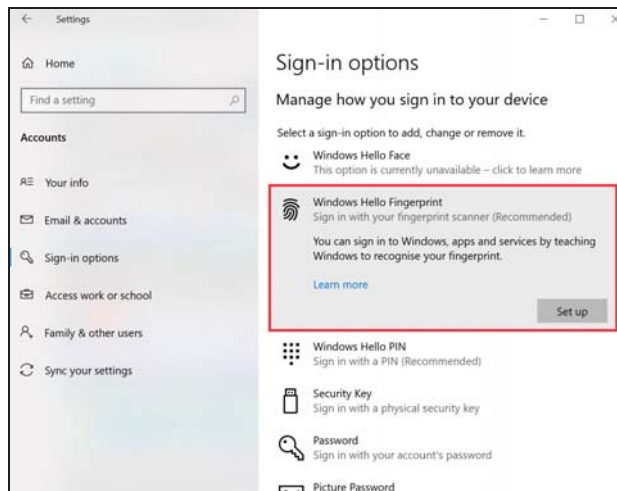 Settings
Home
Find a setting
Accounts
Your info
Email & accounts
Sign-in options
Access work or school
Family & other users
Sync your settings
Sign-in options
Manage how you sign in to your device
Select a sign-in option to add, change or remove it.
Windows Hello Face
This option is currently unavailable – click to learn more
Windows Hello Fingerprint
Sign in with your fingerprint scanner (Recommended)
You can sign in to Windows, apps and services by teaching
Windows to recognise your fingerprint.
Learn more
Set up
Windows Hello PIN
Sign in with a PIN (Recommended)
Security Key
Sign in with a physical security key
Password
Sign in with your account's password
Picture Password